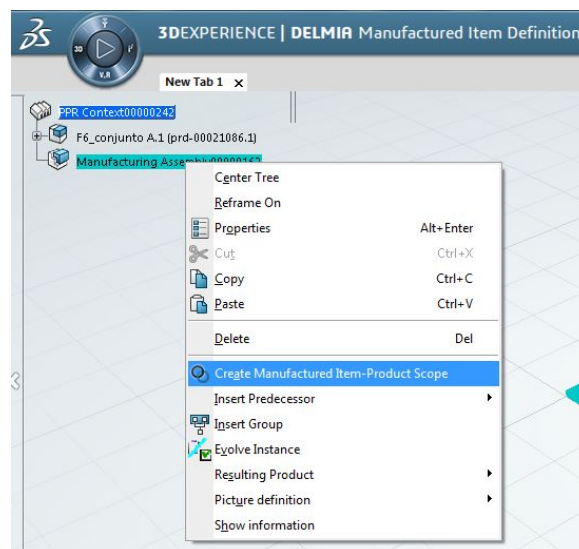 3DEXPERIENCE | DELMIA Manufactured Item Definition
3D
V.R
New Tab 1 x
PPR Context00000242
F6_conjunto A.1 (prd-00021086.1)
Manufacturing Assembly00000162
Center Tree
Reframe On
Properties Alt+Enter
Cut Ctrl+X
Copy Ctrl+C
Paste Ctrl+V
Delete Del
Create Manufactured Item-Product Scope
Insert Predecessor
Insert Group
Evolve Instance
Resulting Product
Picture definition
Show information